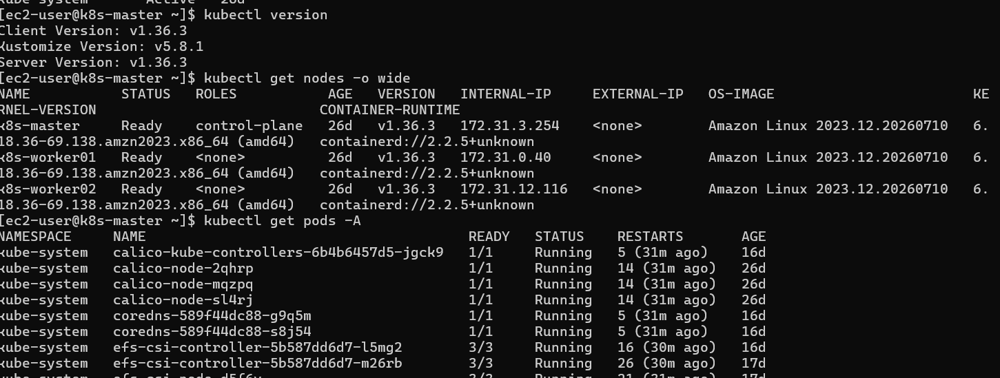 kube-system       Active   26d
[ec2-user@k8s-master ~]$ kubectl version
Client Version: v1.36.3
Kustomize Version: v5.8.1
Server Version: v1.36.3
[ec2-user@k8s-master ~]$ kubectl get nodes -o wide
NAME           STATUS   ROLES           AGE   VERSION   INTERNAL-IP     EXTERNAL-IP   OS-IMAGE                        KE
RNEL-VERSION                           CONTAINER-RUNTIME
k8s-master     Ready    control-plane   26d   v1.36.3   172.31.3.254    <none>        Amazon Linux 2023.12.20260710   6.
18.36-69.138.amzn2023.x86_64 (amd64)   containerd://2.2.5+unknown
k8s-worker01   Ready    <none>          26d   v1.36.3   172.31.0.40     <none>        Amazon Linux 2023.12.20260710   6.
18.36-69.138.amzn2023.x86_64 (amd64)   containerd://2.2.5+unknown
k8s-worker02   Ready    <none>          26d   v1.36.3   172.31.12.116   <none>        Amazon Linux 2023.12.20260710   6.
18.36-69.138.amzn2023.x86_64 (amd64)   containerd://2.2.5+unknown
[ec2-user@k8s-master ~]$ kubectl get pods -A
NAMESPACE     NAME                                       READY   STATUS    RESTARTS       AGE
kube-system   calico-kube-controllers-6b4b6457d5-jgck9   1/1     Running   5 (31m ago)    16d
kube-system   calico-node-2qhrp                          1/1     Running   14 (31m ago)   26d
kube-system   calico-node-mqzpq                          1/1     Running   14 (31m ago)   26d
kube-system   calico-node-sl4rj                          1/1     Running   14 (31m ago)   26d
kube-system   coredns-589f44dc88-g9q5m                   1/1     Running   5 (31m ago)    16d
kube-system   coredns-589f44dc88-s8j54                   1/1     Running   5 (31m ago)    16d
kube-system   efs-csi-controller-5b587dd6d7-l5mg2        3/3     Running   16 (30m ago)   16d
kube-system   efs-csi-controller-5b587dd6d7-m26rb        3/3     Running   26 (30m ago)   17d